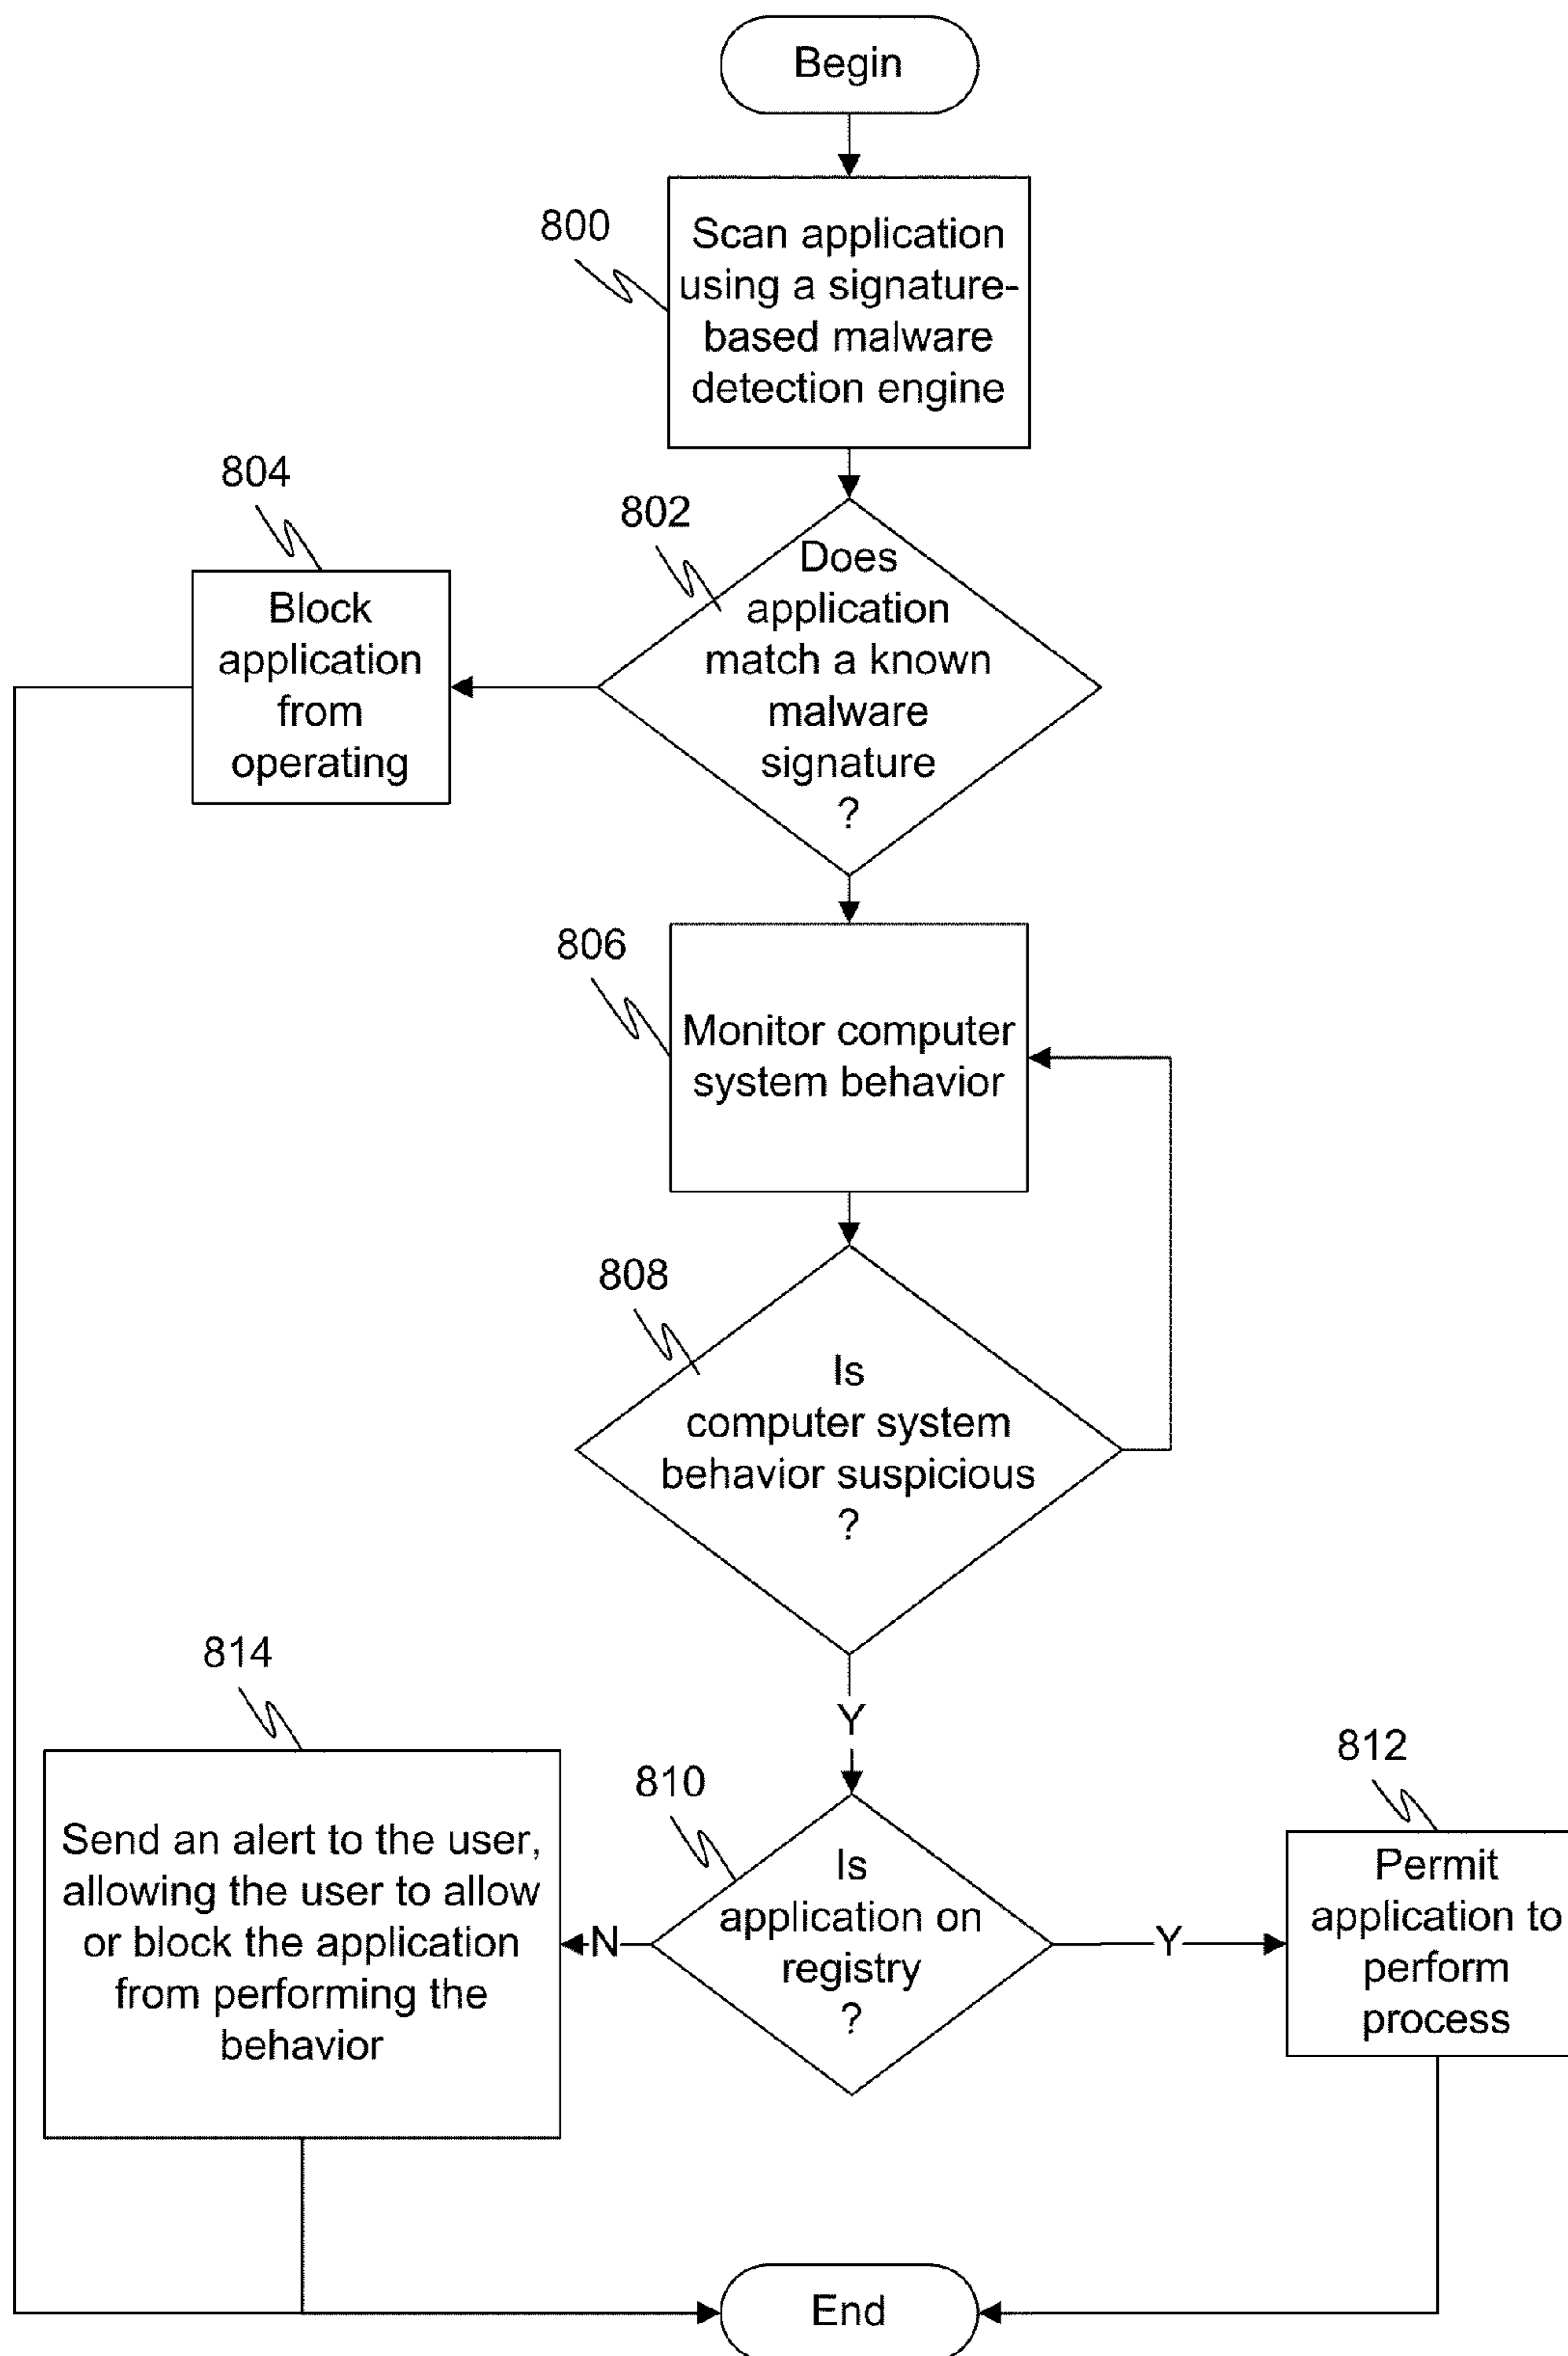 Begin
800
Scan application
using a signature-
based malware
detection engine
804
802
Block
application
from
operating
Does
application
match a known
malware
signature
?
806
Monitor computer
system behavior
808
Is
computer system
behavior suspicious
?
Y
814
Send an alert to the user,
allowing the user to allow
or block the application
from performing the
behavior
N
810
Is
application on
registry
?
Y
812
Permit
application to
perform
process
End